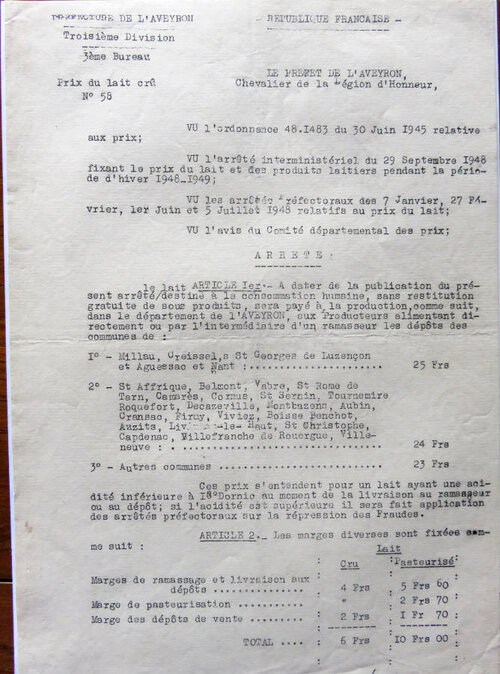 PREFECTURE DE L'AVEYRON
- REPUBLIQUE FRANCAISE -
Troisième Division
3ème Bureau
Prix du lait crû
N° 58
LE PREFET DE L'AVEYRON,
Chevalier de la Légion d'Honneur,
VU l'ordonnance 48.1483 du 30 Juin 1945 relative
aux prix;
VU l'arrêté interministériel du 29 Septembre 1948
fixant le prix du lait et des produits laitiers pendant la pério-
de d'hiver 1948-1949;
VU les arrêtés Préfectoraux des 7 Janvier, 27 Fé-
vrier, 1er Juin et 5 Juillet 1948 relatifs au prix du lait;
VU l'avis du Comité départemental des prix;
A R R E T E :
le lait ARTICLE Ier.- A dater de la publication du pré-
sent arrêté/destiné à la consommation humaine, sans restitution
gratuite de sous produits, sera payé à la production,comme suit,
dans le département de l'AVEYRON, aux Producteurs alimentant di-
rectement ou par l'intermédiaire d'un ramasseur les dépôts des
communes de :
I° - Millau, Creissel,s St Georges de Luzençon
et Aguessac et Nant : ...................... 25 Frs
2° - St Affrique, Belmont, Vabre, St Rome de
Tarn, Camarès, Cornus, St Sernin, Tournemire
Roquefort, Decazeville, Montbazens, Aubin,
Cransac, Firmy, Viviez, Boisse Penchot,
Auzits, Haut, St Christophe,
Capdenac, Villefranche de Rouergue, Ville-
neuve : ................................ 24 Frs
3° - Autres communes ........................ 23 Frs
Ces prix s'entendent pour un lait ayant une aci-
dité inférieure à I8°Dornic au moment de la livraison au ramasseur
ou au dépôt; si l'acidité est supérieure il sera fait application
des arrêtés préfectoraux sur la répression des Fraudes.
ARTICLE 2.- Les marges diverses sont fixées com-
me suit :
Lait
Cru Pasteurisé
Marges de ramassage et livraison aux
dépôts ............... : 4 Frs : 5 Frs 60 :
Marge de pasteurisation ........... : " : 2 Frs 70 :
Marge des dépôts de vente ......... : 2 Frs : I Fr 70 :
TOTAL .... : 6 Frs : I0 Frs 00 :